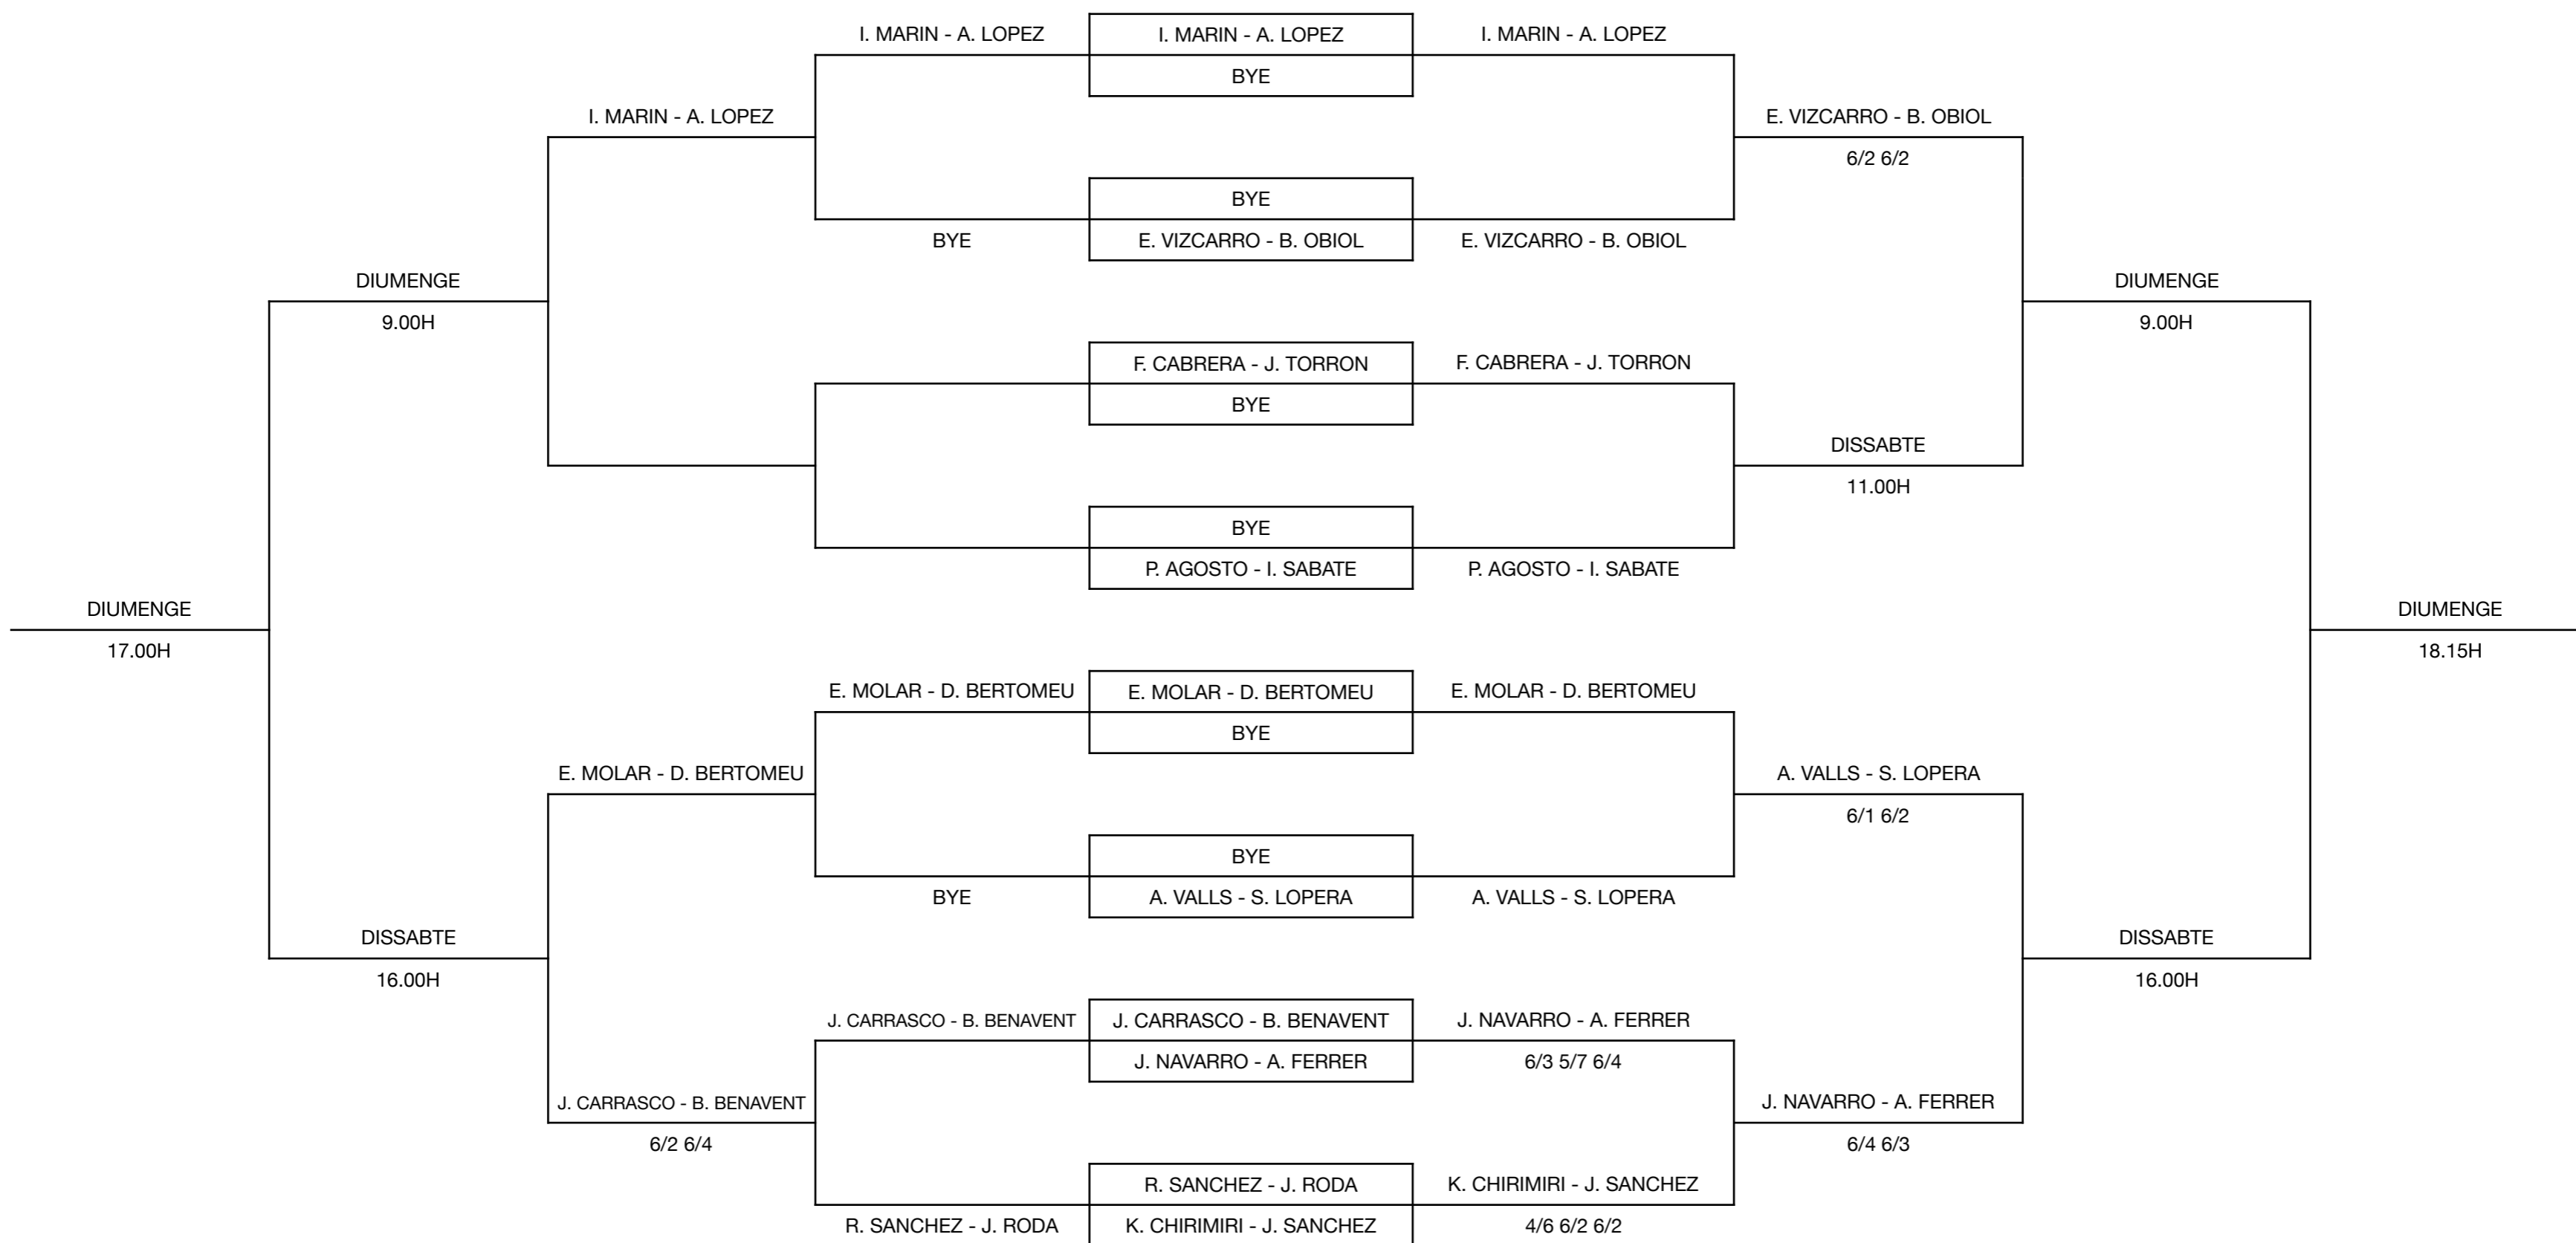 I. MARIN - A. LOPEZ
I. MARIN - A. LOPEZ
I. MARIN - A. LOPEZ
BYE
I. MARIN - A. LOPEZ
E. VIZCARRO - B. OBIOL
6/2 6/2
BYE
BYE
E. VIZCARRO - B. OBIOL
E. VIZCARRO - B. OBIOL
DIUMENGE
DIUMENGE
9.00H
9.00H
F. CABRERA - J. TORRON
F. CABRERA - J. TORRON
BYE
DISSABTE
11.00H
BYE
P. AGOSTO - I. SABATE
P. AGOSTO - I. SABATE
DIUMENGE
DIUMENGE
17.00H
18.15H
E. MOLAR - D. BERTOMEU
E. MOLAR - D. BERTOMEU
E. MOLAR - D. BERTOMEU
BYE
E. MOLAR - D. BERTOMEU
A. VALLS - S. LOPERA
6/1 6/2
BYE
BYE
A. VALLS - S. LOPERA
A. VALLS - S. LOPERA
DISSABTE
DISSABTE
16.00H
16.00H
J. CARRASCO - B. BENAVENT
J. CARRASCO - B. BENAVENT
J. NAVARRO - A. FERRER
J. NAVARRO - A. FERRER
6/3 5/7 6/4
J. CARRASCO - B. BENAVENT
J. NAVARRO - A. FERRER
6/2 6/4
6/4 6/3
R. SANCHEZ - J. RODA
K. CHIRIMIRI - J. SANCHEZ
R. SANCHEZ - J. RODA
K. CHIRIMIRI - J. SANCHEZ
4/6 6/2 6/2